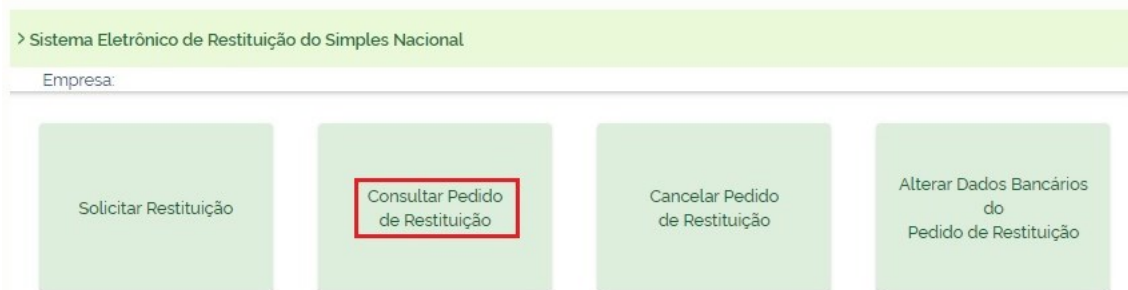 > Sistema Eletrônico de Restituição do Simples Nacional
Empresa:
Solicitar Restituição
Consultar Pedido
de Restituição
Cancelar Pedido
de Restituição
Alterar Dados Bancários
do
Pedido de Restituição